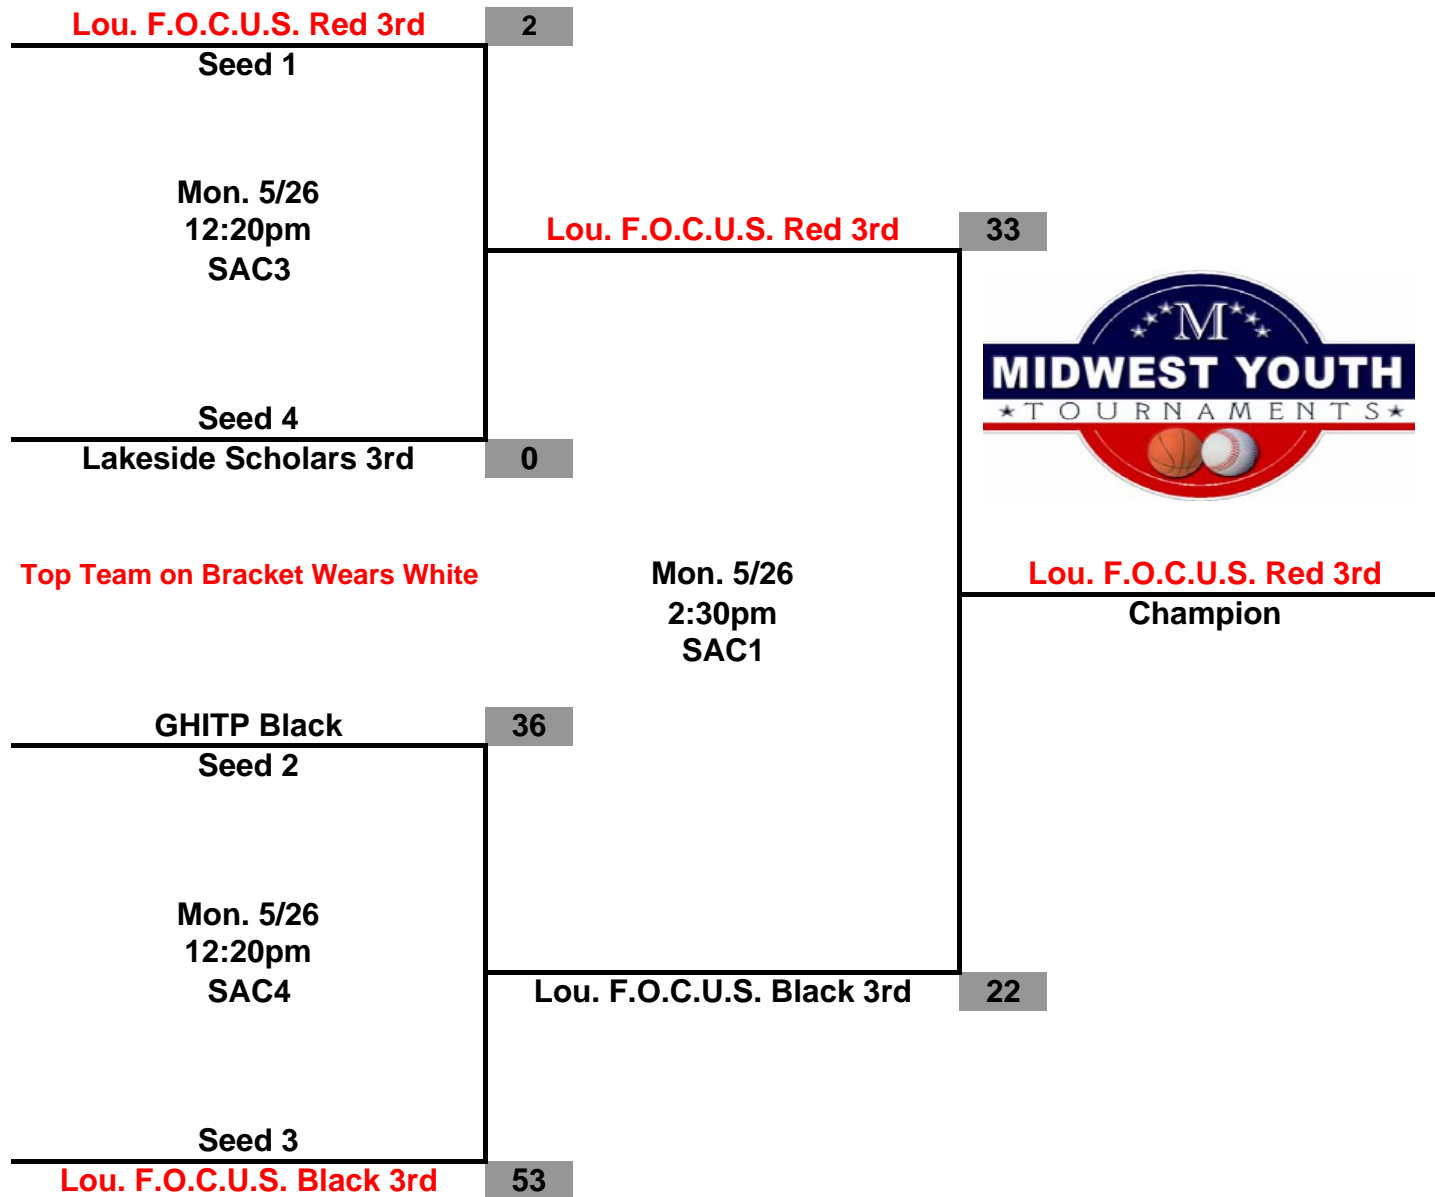 Lou. F.O.C.U.S. Red 3rd 2
Seed 1
Mon. 5/26
12:20pm
SAC3
Lou. F.O.C.U.S. Red 3rd 33
M
MIDWEST YOUTH
TOURNAMENTS
Seed 4
Lakeside Scholars 3rd 0
Top Team on Bracket Wears White
Mon. 5/26
2:30pm
SAC1
Lou. F.O.C.U.S. Red 3rd
Champion
GHITP Black 36
Seed 2
Mon. 5/26
12:20pm
SAC4
Lou. F.O.C.U.S. Black 3rd 22
Seed 3
Lou. F.O.C.U.S. Black 3rd 53